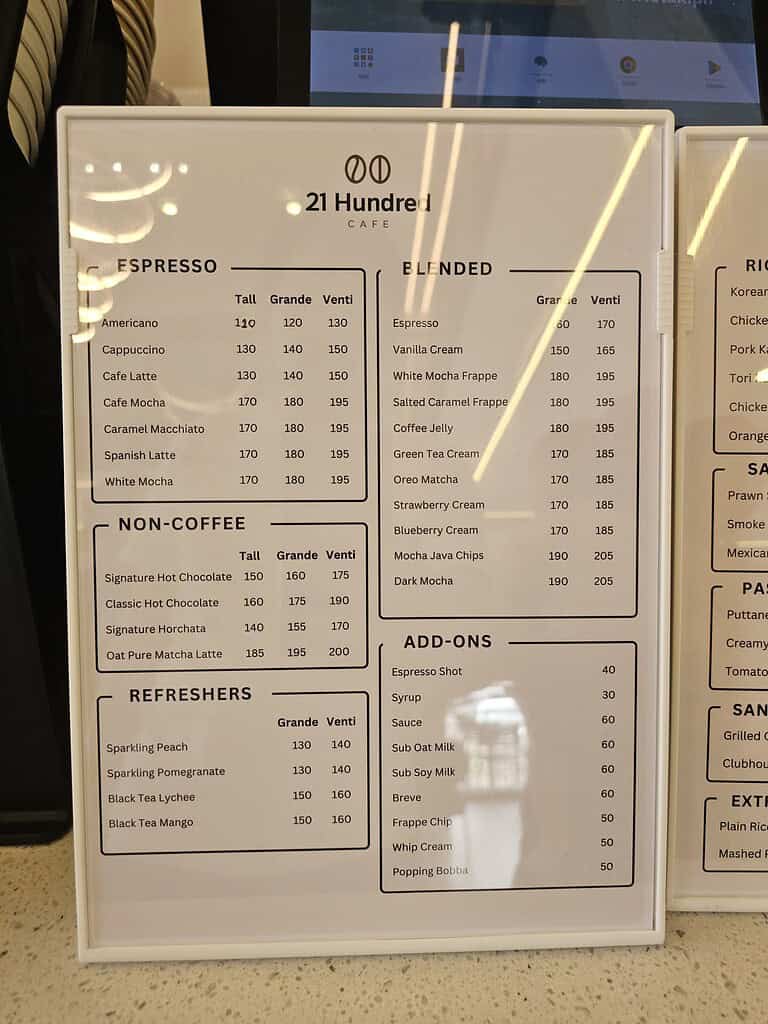 21 Hundred
CAFE
ESPRESSO
Tall Grande Venti
Americano 110 120 130
Cappuccino 130 140 150
Cafe Latte 130 140 150
Cafe Mocha 170 180 195
Caramel Macchiato 170 180 195
Spanish Latte 170 180 195
White Mocha 170 180 195
NON-COFFEE
Tall Grande Venti
Signature Hot Chocolate 150 160 175
Classic Hot Chocolate 160 175 190
Signature Horchata 140 155 170
Oat Pure Matcha Latte 185 195 200
REFRESHERS
Grande Venti
Sparkling Peach 130 140
Sparkling Pomegranate 130 140
Black Tea Lychee 150 160
Black Tea Mango 150 160
BLENDED
Grande Venti
Espresso 170
Vanilla Cream 150 165
White Mocha Frappe 180 195
Salted Caramel Frappe 180 195
Coffee Jelly 180 195
Green Tea Cream 170 185
Oreo Matcha 170 185
Strawberry Cream 170 185
Blueberry Cream 170 185
Mocha Java Chips 190 205
Dark Mocha 190 205
ADD-ONS
Espresso Shot 40
Syrup 30
Sauce 60
Sub Oat Milk 60
Sub Soy Milk 60
Breve 60
Frappe Chip 50
Whip Cream 50
Popping Bobba 50
RIC
Korean
Chicke
Pork Ka
Tori
Chicke
Orange
SA
Prawn
Smoke
Mexica
PAS
Puttane
Creamy
Tomato
SAN
Grilled
Clubhou
EXTR
Plain Ric
Mashed